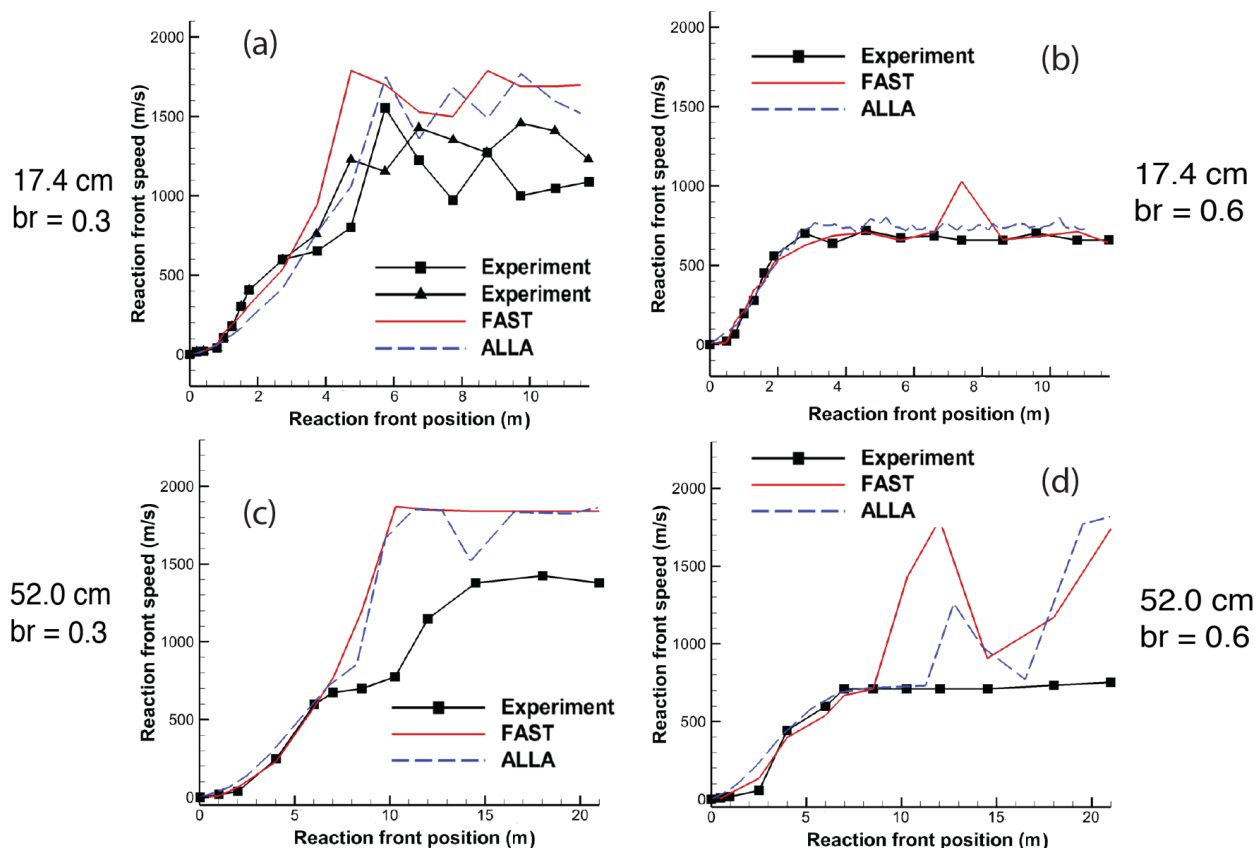 (a)
2000
1500
1000
500
0
Reaction front speed (m/s)
Experiment
Experiment
FAST
ALLA
0 2 4 6 8 10
Reaction front position (m)
17.4 cm
br = 0.3
(b)
2000
1500
1000
500
0
Reaction front speed (m/s)
Experiment
FAST
ALLA
0 2 4 6 8 10
Reaction front position (m)
17.4 cm
br = 0.6
(c)
2000
1500
1000
500
0
Reaction front speed (m/s)
Experiment
FAST
ALLA
0 5 10 15 20
Reaction front position (m)
52.0 cm
br = 0.3
(d)
2000
1500
1000
500
0
Reaction front speed (m/s)
Experiment
FAST
ALLA
0 5 10 15 20
Reaction front position (m)
52.0 cm
br = 0.6